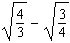 √(4/3) − √(3/4)